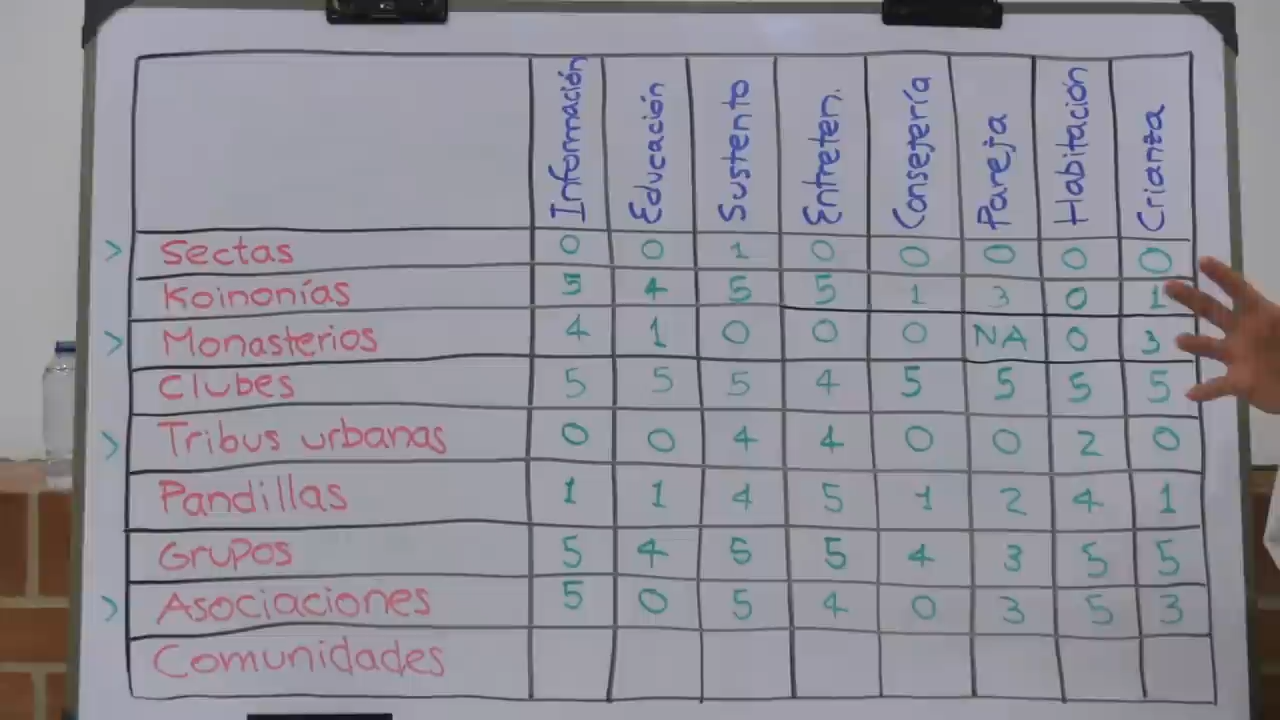 Información Educación Sustento Entreten. Consejería Pareja Habitación Crianza
> Sectas 0 0 1 0 0 0 0 0
Koinonías 5 4 5 5 1 3 0 1
> Monasterios 4 1 0 0 0 NA 0 3
Clubes 5 5 5 4 5 5 5 5
> Tribus urbanas 0 0 4 4 0 0 2 0
Pandillas 1 1 4 5 1 2 4 1
Grupos 5 4 5 5 4 3 5 5
> Asociaciones 5 0 5 4 0 3 5 3
Comunidades